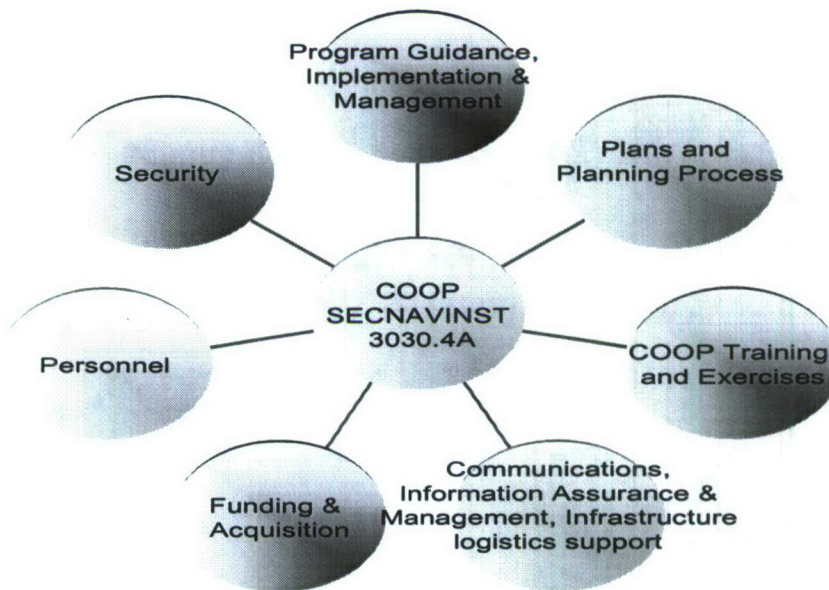 Program Guidance,
Implementation &
Management
Security
Plans and
Planning Process
COOP
SECNAVINST
3030.4A
Personnel
COOP Training
and Exercises
Funding &
Acquisition
Communications,
Information Assurance &
Management, Infrastructure
logistics support